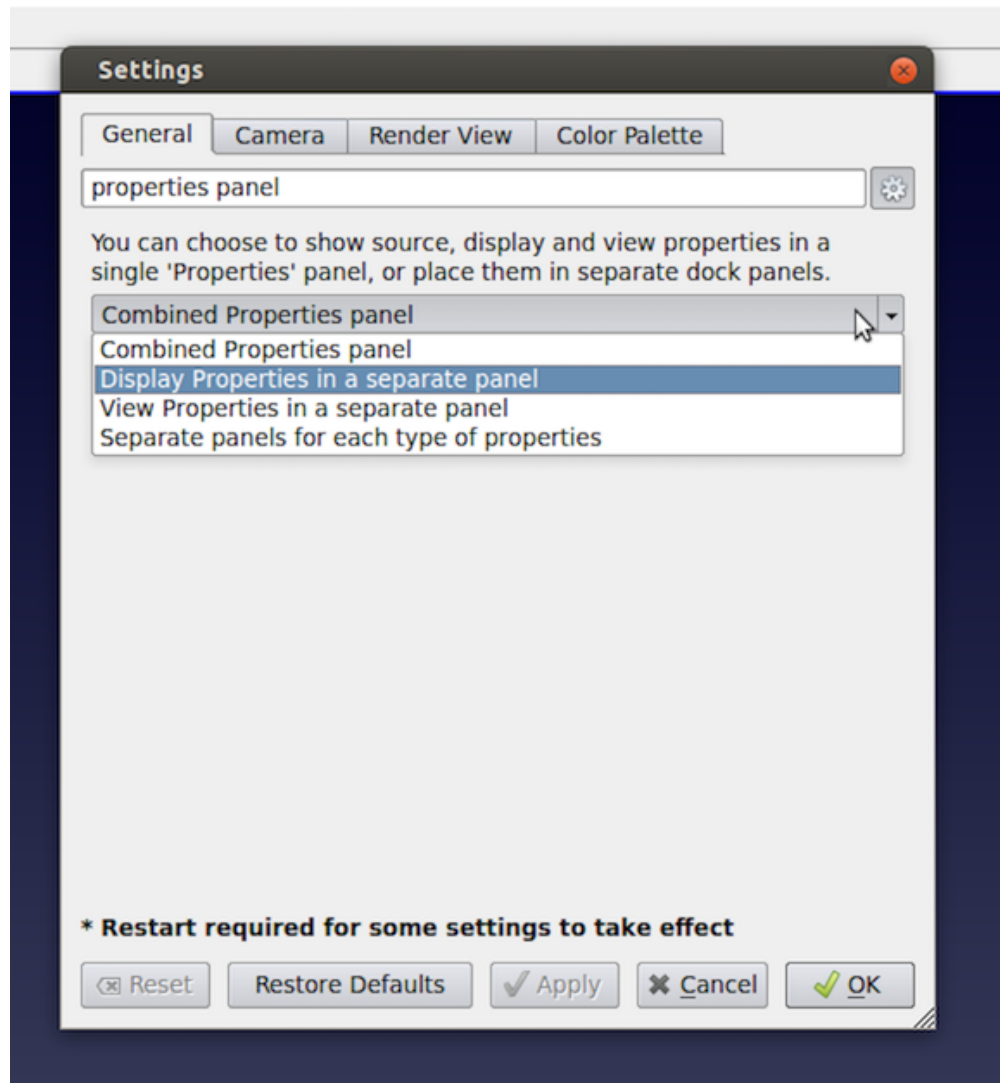 Settings
General Camera Render View Color Palette
properties panel
You can choose to show source, display and view properties in a
single 'Properties' panel, or place them in separate dock panels.
Combined Properties panel
Combined Properties panel
Display Properties in a separate panel
View Properties in a separate panel
Separate panels for each type of properties
* Restart required for some settings to take effect
Reset Restore Defaults Apply Cancel OK